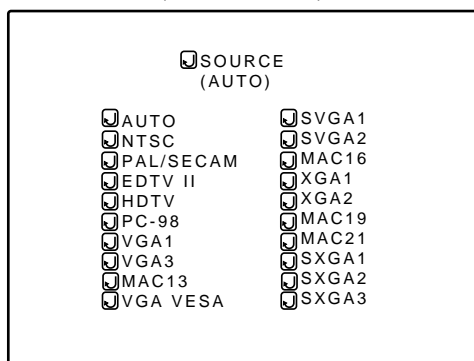 SOURCE
(AUTO)
AUTO
NTSC
PAL/SECAM
EDTV II
HDTV
PC-98
VGA1
VGA3
MAC13
VGA VESA
SVGA1
SVGA2
MAC16
XGA1
XGA2
MAC19
MAC21
SXGA1
SXGA2
SXGA3